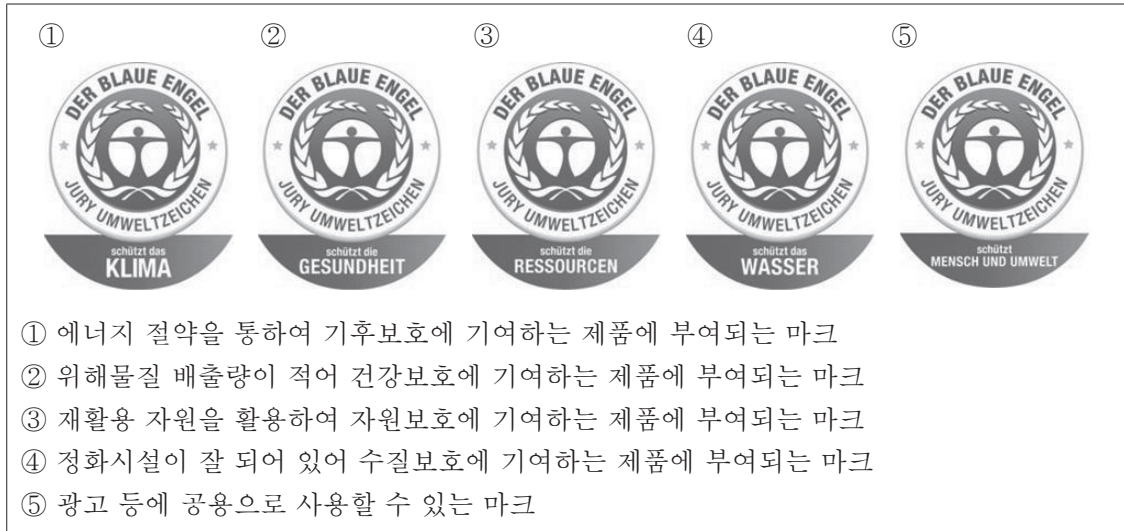 ① ② ③ ④ ⑤
DER BLAUE ENGEL
JURY UMWELTZEICHEN
schützt das
KLIMA
DER BLAUE ENGEL
JURY UMWELTZEICHEN
schützt die
GESUNDHEIT
DER BLAUE ENGEL
JURY UMWELTZEICHEN
schützt die
RESSOURCEN
DER BLAUE ENGEL
JURY UMWELTZEICHEN
schützt das
WASSER
DER BLAUE ENGEL
JURY UMWELTZEICHEN
schützt
MENSCH UND UMWELT
① 에너지 절약을 통하여 기후보호에 기여하는 제품에 부여되는 마크
② 위해물질 배출량이 적어 건강보호에 기여하는 제품에 부여되는 마크
③ 재활용 자원을 활용하여 자원보호에 기여하는 제품에 부여되는 마크
④ 정화시설이 잘 되어 있어 수질보호에 기여하는 제품에 부여되는 마크
⑤ 광고 등에 공용으로 사용할 수 있는 마크